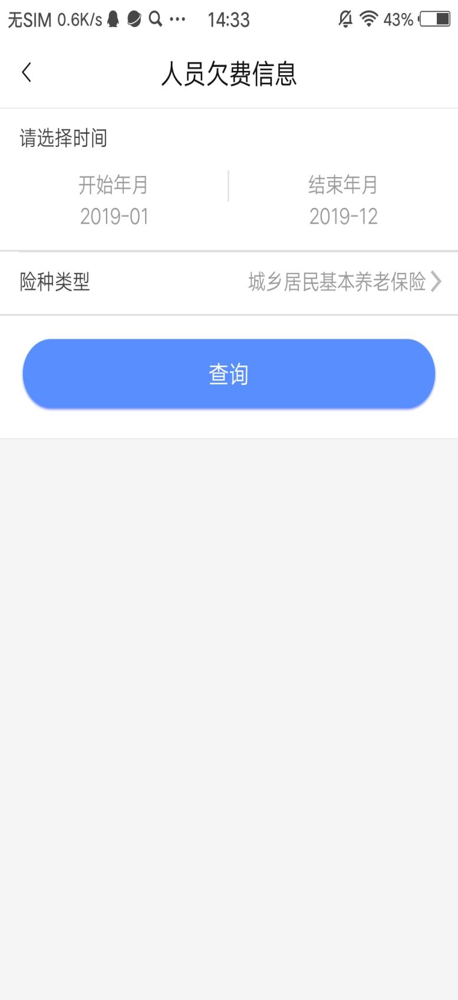 无SIM 0.6K/s 14:33 43%
人员欠费信息
请选择时间
开始年月 结束年月
2019-01 2019-12
险种类型 城乡居民基本养老保险
查询